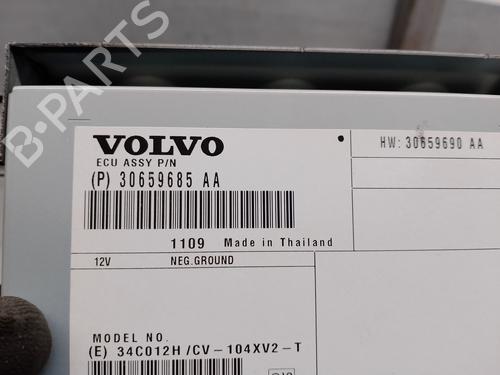 VOLVO
ECU ASSY P/N
(P) 30659685 AA
HW: 30659690 AA
1109 Made in Thailand
12V NEG.GROUND
MODEL NO.
(E) 34C012H/CV-104XV2-T
B-PARTS